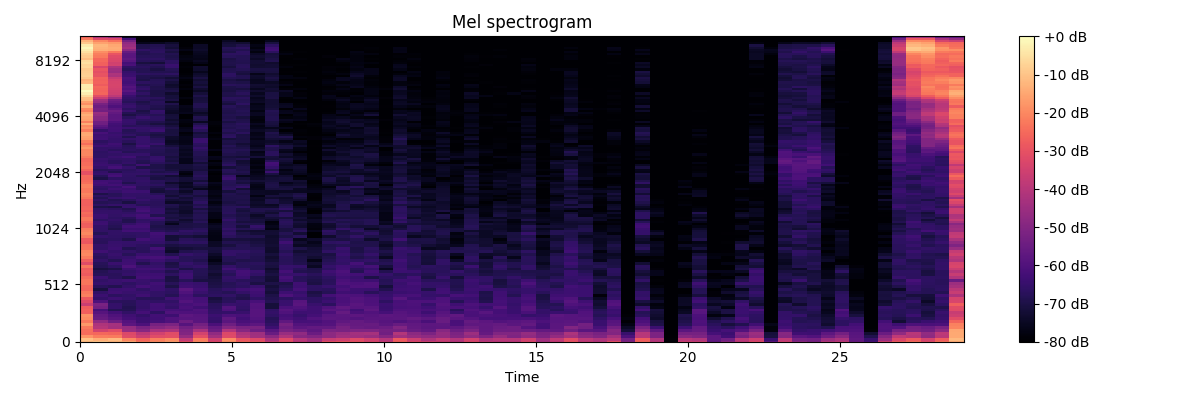 Mel spectrogram
Hz
8192
4096
2048
1024
512
0
0 5 10 15 20 25
Time
+0 dB
-10 dB
-20 dB
-30 dB
-40 dB
-50 dB
-60 dB
-70 dB
-80 dB